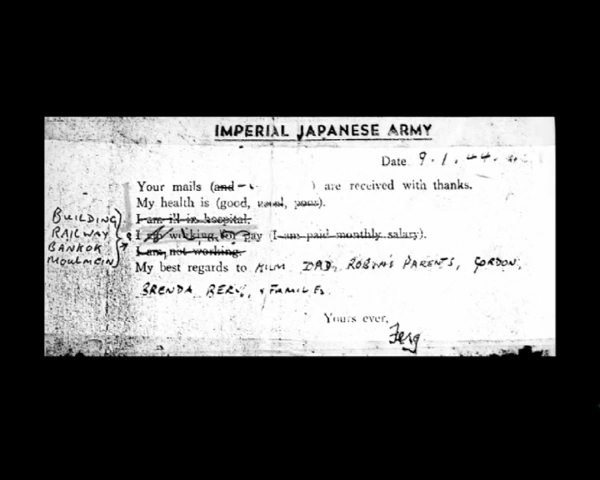 IMPERIAL JAPANESE ARMY
Date 9.1.44.
Your mails (and ) are received with thanks.
My health is (good, usual, poor).
I am ill in hospital.
I am working for pay (I am paid monthly salary).
I am not working.
BUILDING
RAILWAY
BANKOK
MOULMEIN
My best regards to MUM DAD, ROBIN'S PARENTS, GORDON,
BRENDA BERY, & FAMILIES
Yours ever,
Ferg